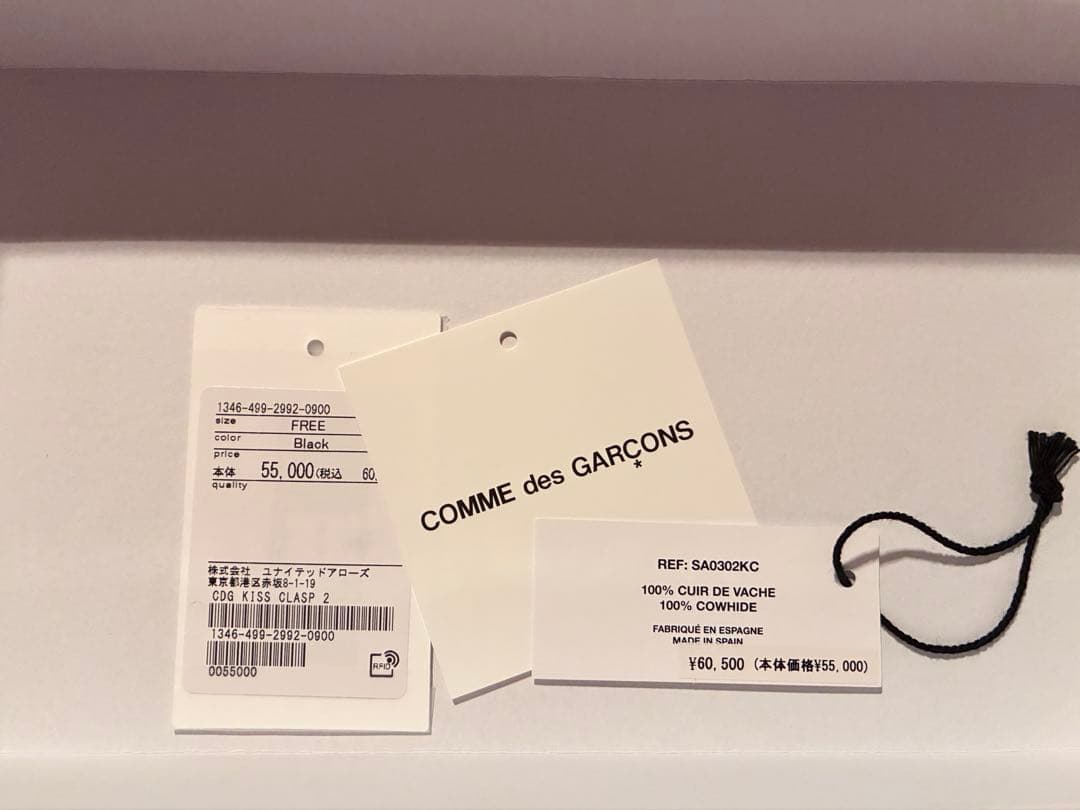 1346-499-2992-0900
size FREE
color Black
price
本体 55,000(税込 60,
quality
株式会社 ユナイテッドアローズ
東京都港区赤坂8-1-19
CDG KISS CLASP 2
1346-499-2992-0900
0055000
RFID
COMME des GARÇONS
*
REF: SA0302KC
100% CUIR DE VACHE
100% COWHIDE
FABRIQUÉ EN ESPAGNE
MADE IN SPAIN
¥60,500 (本体価格¥55,000)